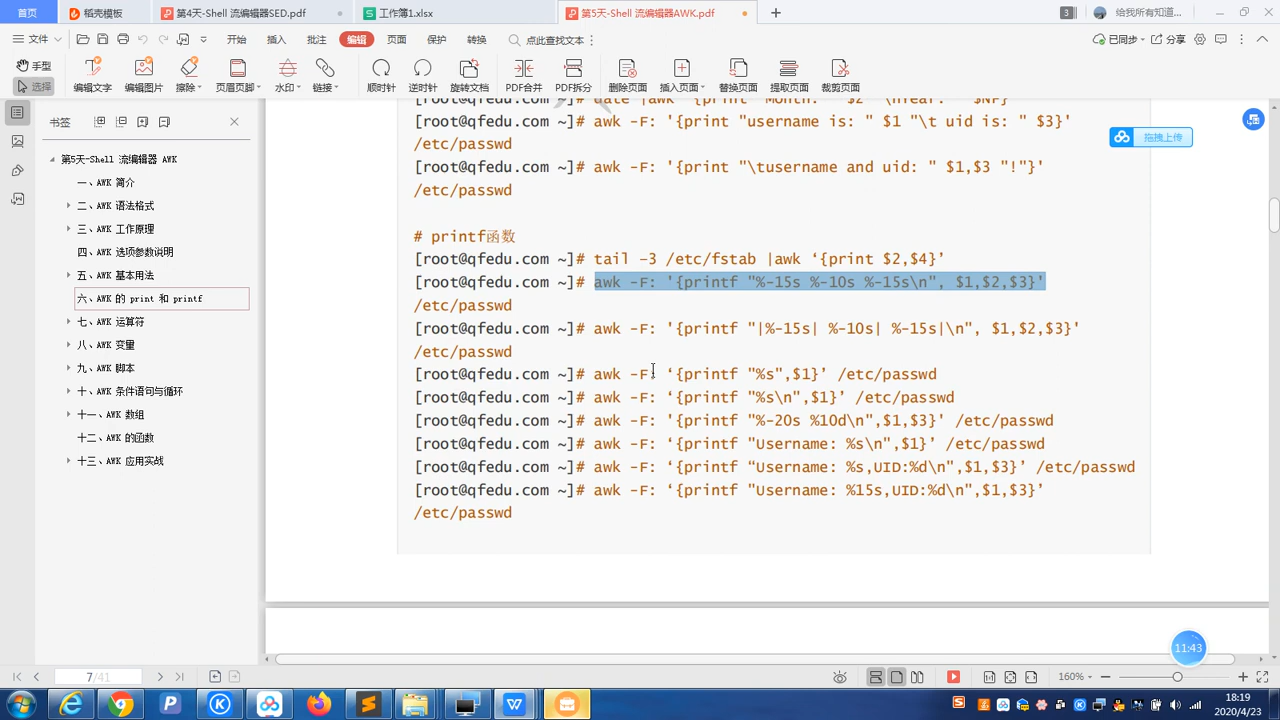 首页
稻壳模板
第4天-Shell 流编辑器SED.pdf
工作簿1.xlsx
第5天-Shell 流编辑器AWK.pdf
3
给我所有知道...
文件
开始
插入
批注
编辑
页面
保护
转换
点此查找文本
已同步
分享
手型
选择
编辑文字
编辑图片
擦除
页眉页脚
水印
链接
顺时针
逆时针
旋转文档
PDF合并
PDF拆分
删除页面
插入页面
替换页面
提取页面
裁剪页面
书签
第5天-Shell 流编辑器 AWK
一、AWK 简介
二、AWK 语法格式
三、AWK 工作原理
四、AWK 选项参数说明
五、AWK 基本用法
六、AWK 的 print 和 printf
七、AWK 运算符
八、AWK 变量
九、AWK 脚本
十、AWK 条件语句与循环
十一、AWK 数组
十二、AWK 的函数
十三、AWK 应用实战
[root@qfedu.com ~]# date |awk '{print "Month: " $2 "\nYear: " $NF}'
[root@qfedu.com ~]# awk -F: '{print "username is: " $1 "\t uid is: " $3}'
/etc/passwd
[root@qfedu.com ~]# awk -F: '{print "\tusername and uid: " $1,$3 "!"}'
/etc/passwd
# printf函数
[root@qfedu.com ~]# tail -3 /etc/fstab |awk ‘{print $2,$4}’
[root@qfedu.com ~]# awk -F: '{printf "%-15s %-10s %-15s\n", $1,$2,$3}'
/etc/passwd
[root@qfedu.com ~]# awk -F: '{printf "|%-15s| %-10s| %-15s|\n", $1,$2,$3}'
/etc/passwd
[root@qfedu.com ~]# awk -F: ‘{printf "%s",$1}’ /etc/passwd
[root@qfedu.com ~]# awk -F: ‘{printf "%s\n",$1}’ /etc/passwd
[root@qfedu.com ~]# awk -F: ‘{printf "%-20s %10d\n",$1,$3}’ /etc/passwd
[root@qfedu.com ~]# awk -F: ‘{printf "Username: %s\n",$1}’ /etc/passwd
[root@qfedu.com ~]# awk -F: ‘{printf "Username: %s,UID:%d\n",$1,$3}’ /etc/passwd
[root@qfedu.com ~]# awk -F: ‘{printf "Username: %15s,UID:%d\n",$1,$3}’
/etc/passwd
拖拽上传
11:43
7/41
160%
18:19
2020/4/23